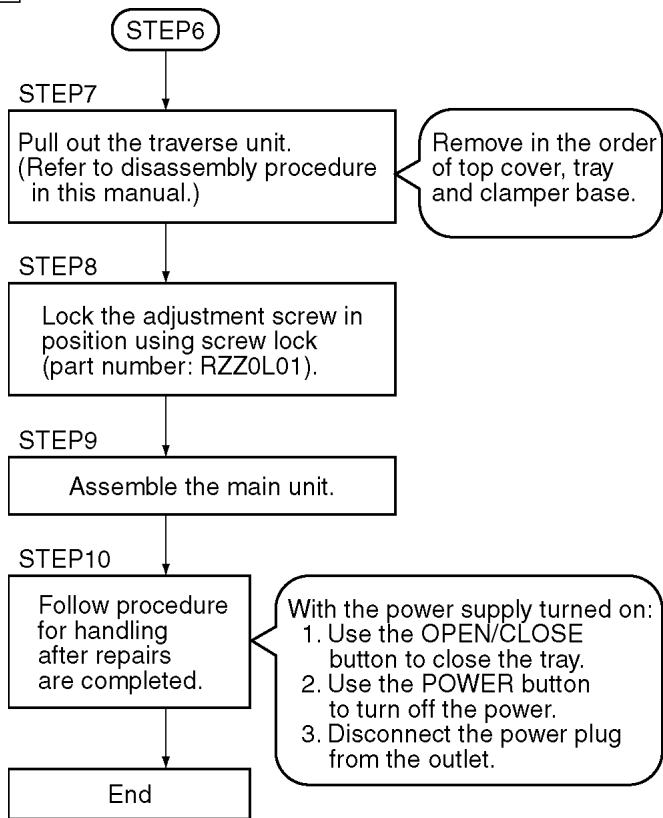 STEP6
STEP7
Pull out the traverse unit.
(Refer to disassembly procedure
in this manual.)
Remove in the order
of top cover, tray
and clamper base.
STEP8
Lock the adjustment screw in
position using screw lock
(part number: RZZ0L01).
STEP9
Assemble the main unit.
STEP10
Follow procedure
for handling
after repairs
are completed.
With the power supply turned on:
1. Use the OPEN/CLOSE
button to close the tray.
2. Use the POWER button
to turn off the power.
3. Disconnect the power plug
from the outlet.
End